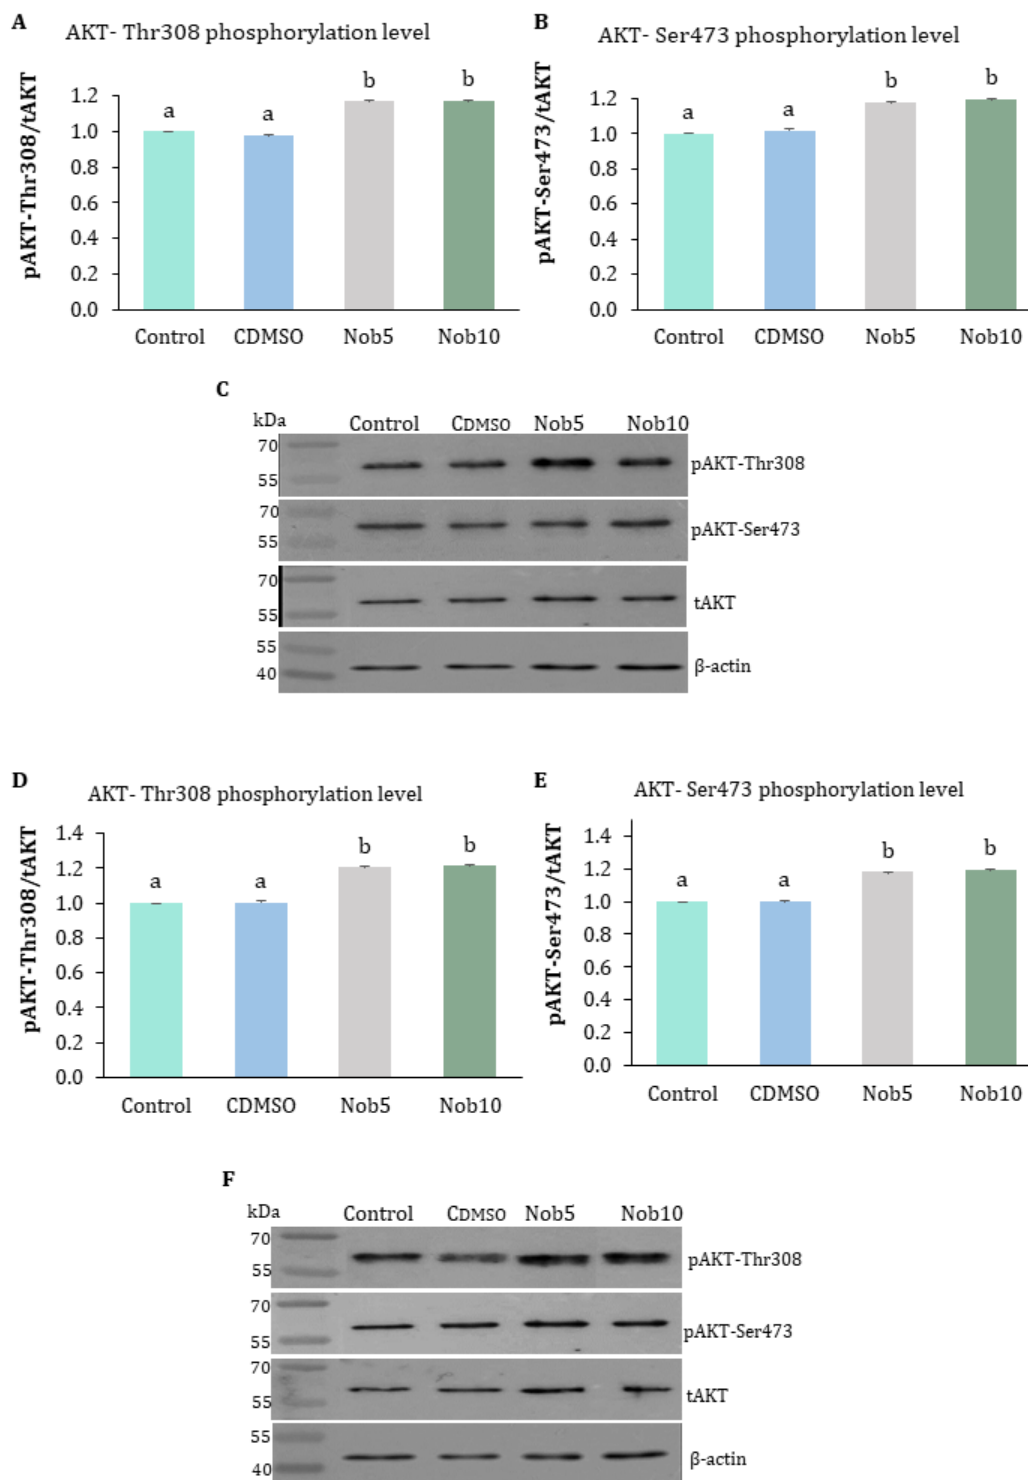 A
AKT- Thr308 phosphorylation level
pAKT-Thr308/tAKT
1.2
1.0
0.8
0.6
0.4
0.2
0.0
a
a
b
b
Control CDMSO Nob5 Nob10
B
AKT- Ser473 phosphorylation level
pAKT-Ser473/tAKT
1.2
1.0
0.8
0.6
0.4
0.2
0.0
a
a
b
b
Control CDMSO Nob5 Nob10
C
kDa Control CDMSO Nob5 Nob10
70
55
pAKT-Thr308
70
55
pAKT-Ser473
70
55
tAKT
55
40
β-actin
D
AKT- Thr308 phosphorylation level
pAKT-Thr308/tAKT
1.4
1.2
1.0
0.8
0.6
0.4
0.2
0.0
a
a
b
b
Control CDMSO Nob5 Nob10
E
AKT- Ser473 phosphorylation level
pAKT-Ser473/tAKT
1.4
1.2
1.0
0.8
0.6
0.4
0.2
0.0
a
a
b
b
Control CDMSO Nob5 Nob10
F
kDa Control CDMSO Nob5 Nob10
70
55
pAKT-Thr308
70
55
pAKT-Ser473
70
55
tAKT
55
40
β-actin